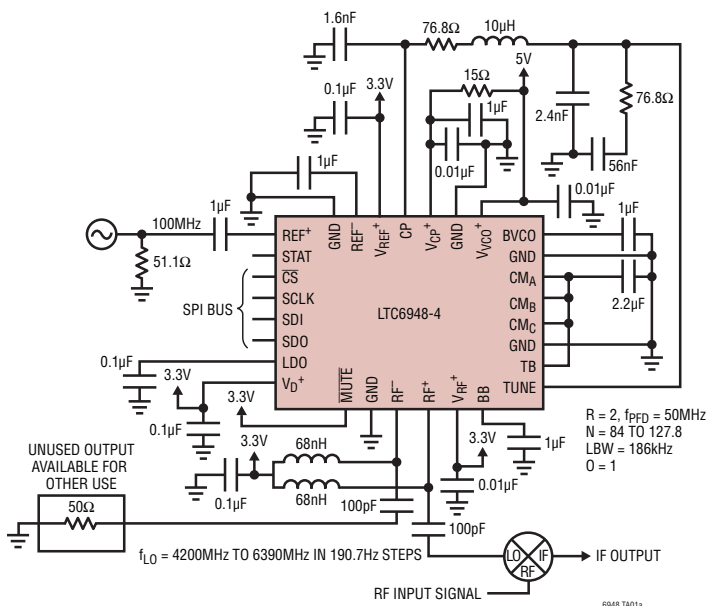 1.6nF
76.8Ω
10µH
5V
3.3V
0.1µF
15Ω
1µF
0.01µF
2.4nF
76.8Ω
56nF
1µF
0.01µF
1µF
1µF
100MHz
51.1Ω
REF+
GND
REF–
VREF+
CP
VCP+
GND
VVCO+
BVCO
STAT
GND
CS
CMA
2.2µF
SPI BUS
SCLK
LTC6948-4
CMB
SDI
CMC
SDO
GND
0.1µF
LDO
TB
3.3V
VD+
TUNE
MUTE
GND
RF–
RF+
VRF+
BB
3.3V
0.1µF
R = 2, fPFD = 50MHz
N = 84 TO 127.8
LBW = 186kHz
O = 1
UNUSED OUTPUT
AVAILABLE FOR
OTHER USE
3.3V
68nH
3.3V
1µF
0.1µF
68nH
0.01µF
50Ω
100pF
100pF
fLO = 4200MHz TO 6390MHz IN 190.7Hz STEPS
LO
IF
RF
IF OUTPUT
RF INPUT SIGNAL
6948 TA01a